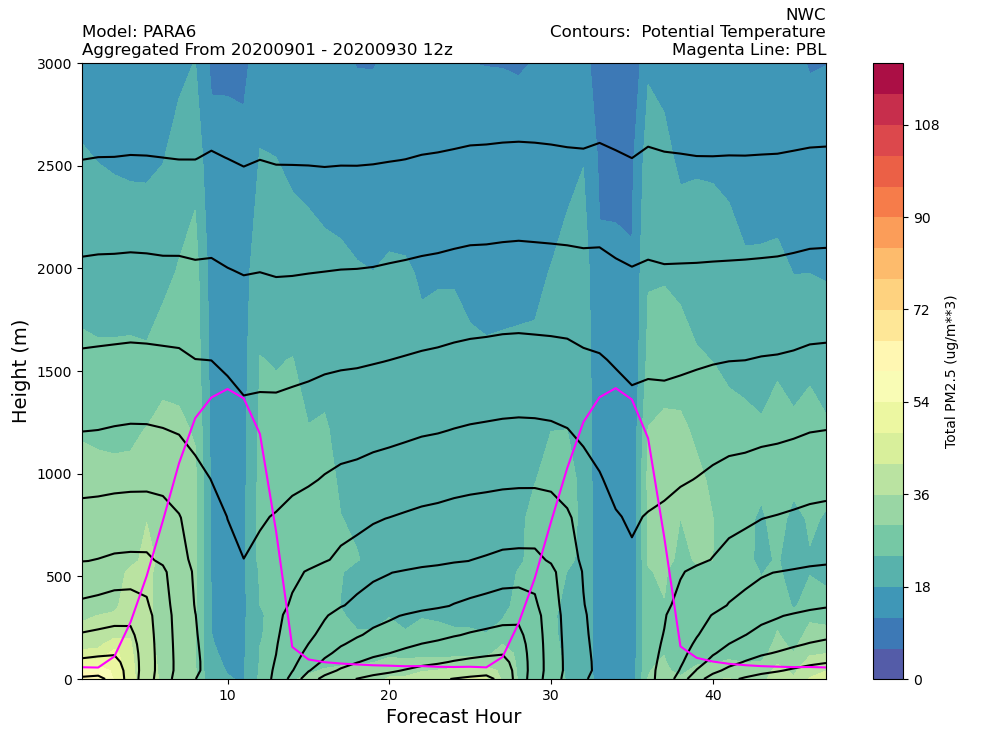 NWC
Model: PARA6
Contours:  Potential Temperature
Aggregated From 20200901 - 20200930 12z
Magenta Line: PBL
3000
2500
2000
1500
1000
500
0
Height (m)
10
20
30
40
Forecast Hour
108
90
72
54
36
18
0
Total PM2.5 (ug/m**3)